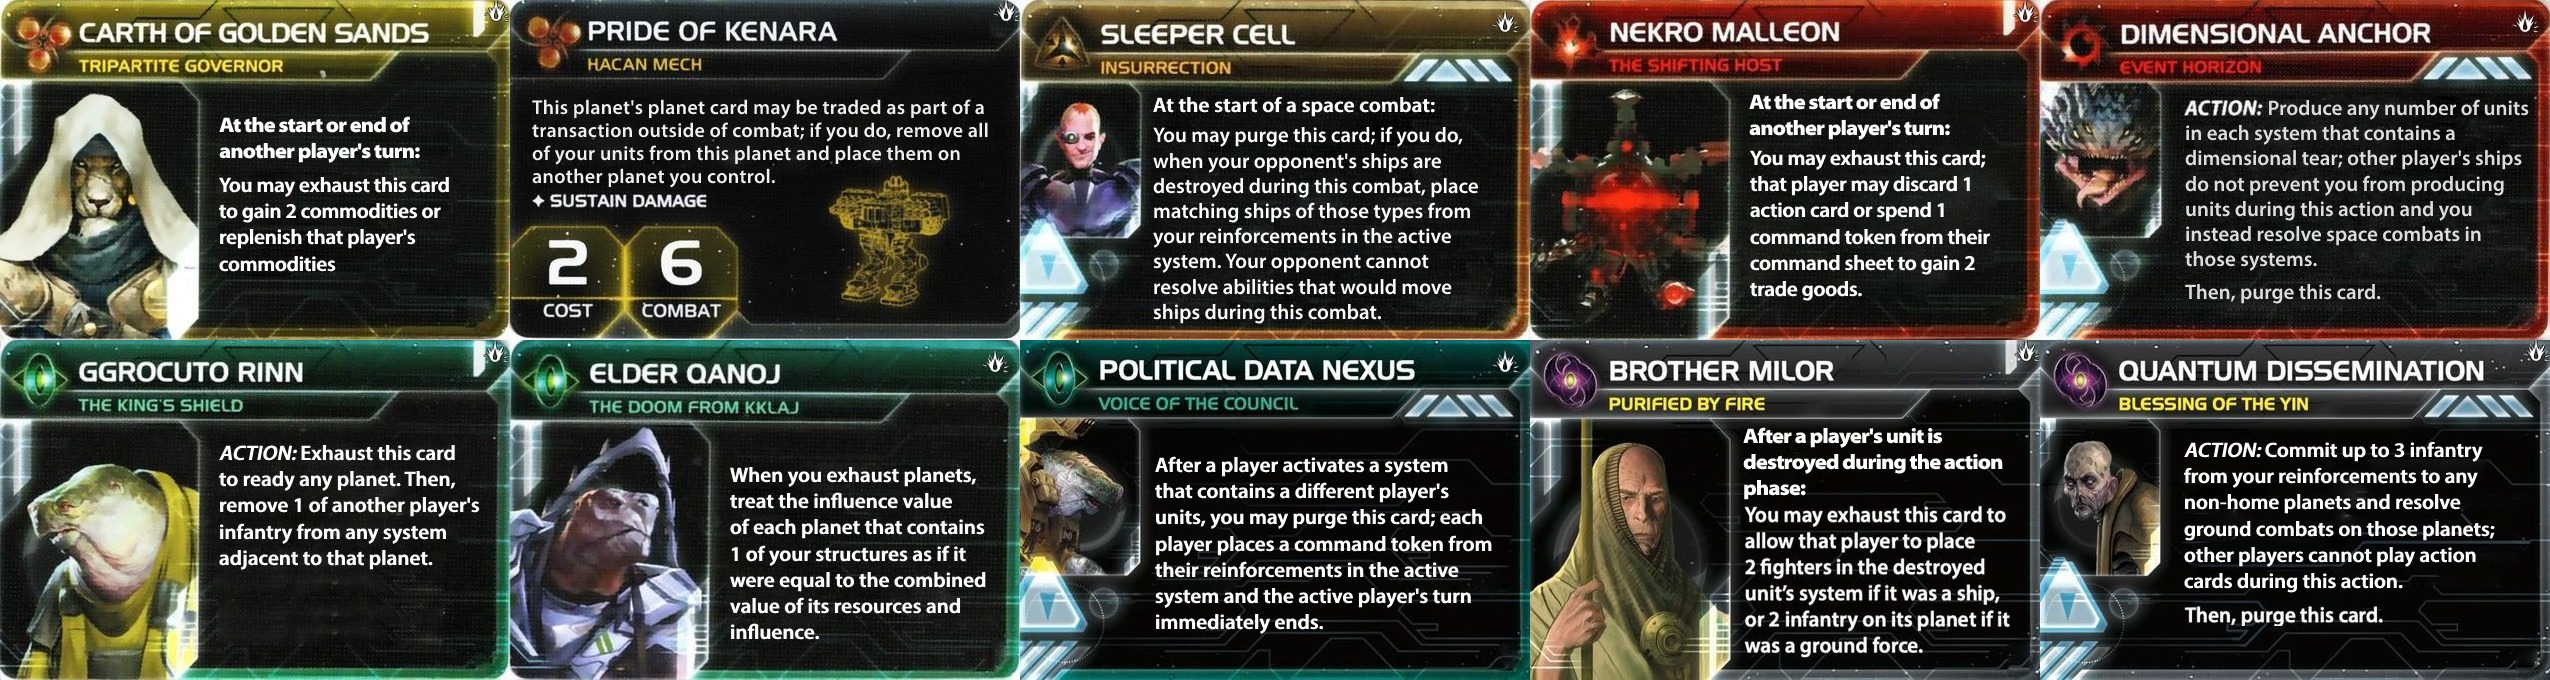 CARTH OF GOLDEN SANDS
TRIPARTITE GOVERNOR
At the start or end of
another player's turn:
You may exhaust this card
to gain 2 commodities or
replenish that player's
commodities
PRIDE OF KENARA
HACAN MECH
This planet's planet card may be traded as part of a
transaction outside of combat; if you do, remove all
of your units from this planet and place them on
another planet you control.
✦ SUSTAIN DAMAGE
2
COST
6
COMBAT
SLEEPER CELL
INSURRECTION
At the start of a space combat:
You may purge this card; if you do,
when your opponent's ships are
destroyed during this combat, place
matching ships of those types from
your reinforcements in the active
system. Your opponent cannot
resolve abilities that would move
ships during this combat.
NEKRO MALLEON
THE SHIFTING HOST
At the start or end of
another player's turn:
You may exhaust this card;
that player may discard 1
action card or spend 1
command token from their
command sheet to gain 2
trade goods.
DIMENSIONAL ANCHOR
EVENT HORIZON
ACTION: Produce any number of units
in each system that contains a
dimensional tear; other player's ships
do not prevent you from producing
units during this action and you
instead resolve space combats in
those systems.
Then, purge this card.
GGROCUTO RINN
THE KING'S SHIELD
ACTION: Exhaust this card
to ready any planet. Then,
remove 1 of another player's
infantry from any system
adjacent to that planet.
ELDER QANOJ
THE DOOM FROM KKLAJ
When you exhaust planets,
treat the influence value
of each planet that contains
1 of your structures as if it
were equal to the combined
value of its resources and
influence.
POLITICAL DATA NEXUS
VOICE OF THE COUNCIL
After a player activates a system
that contains a different player's
units, you may purge this card; each
player places a command token from
their reinforcements in the active
system and the active player's turn
immediately ends.
BROTHER MILOR
PURIFIED BY FIRE
After a player's unit is
destroyed during the action
phase:
You may exhaust this card to
allow that player to place
2 fighters in the destroyed
unit's system if it was a ship,
or 2 infantry on its planet if it
was a ground force.
QUANTUM DISSEMINATION
BLESSING OF THE YIN
ACTION: Commit up to 3 infantry
from your reinforcements to any
non-home planets and resolve
ground combats on those planets;
other players cannot play action
cards during this action.
Then, purge this card.